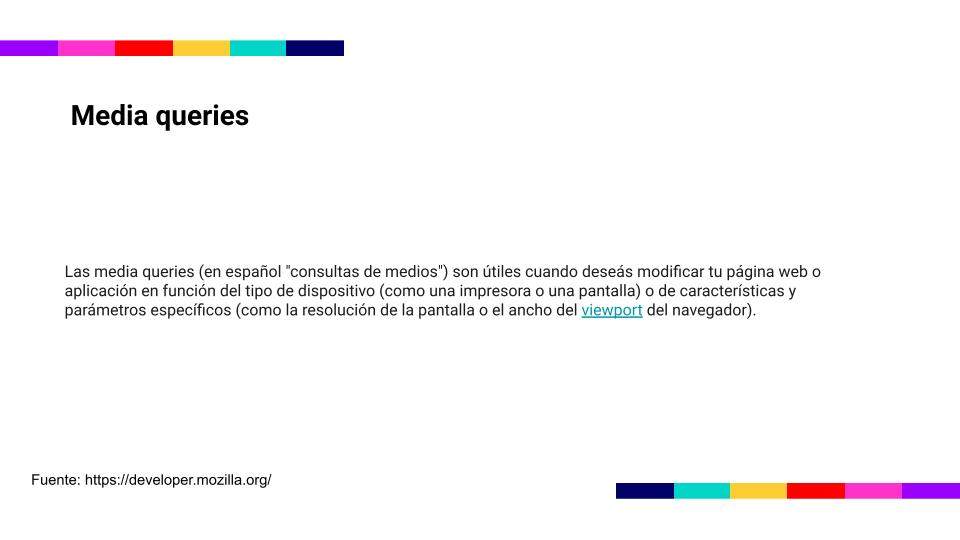 Media queries
Las media queries (en español "consultas de medios") son útiles cuando deseás modificar tu página web o
aplicación en función del tipo de dispositivo (como una impresora o una pantalla) o de características y
parámetros específicos (como la resolución de la pantalla o el ancho del viewport del navegador).
Fuente: https://developer.mozilla.org/